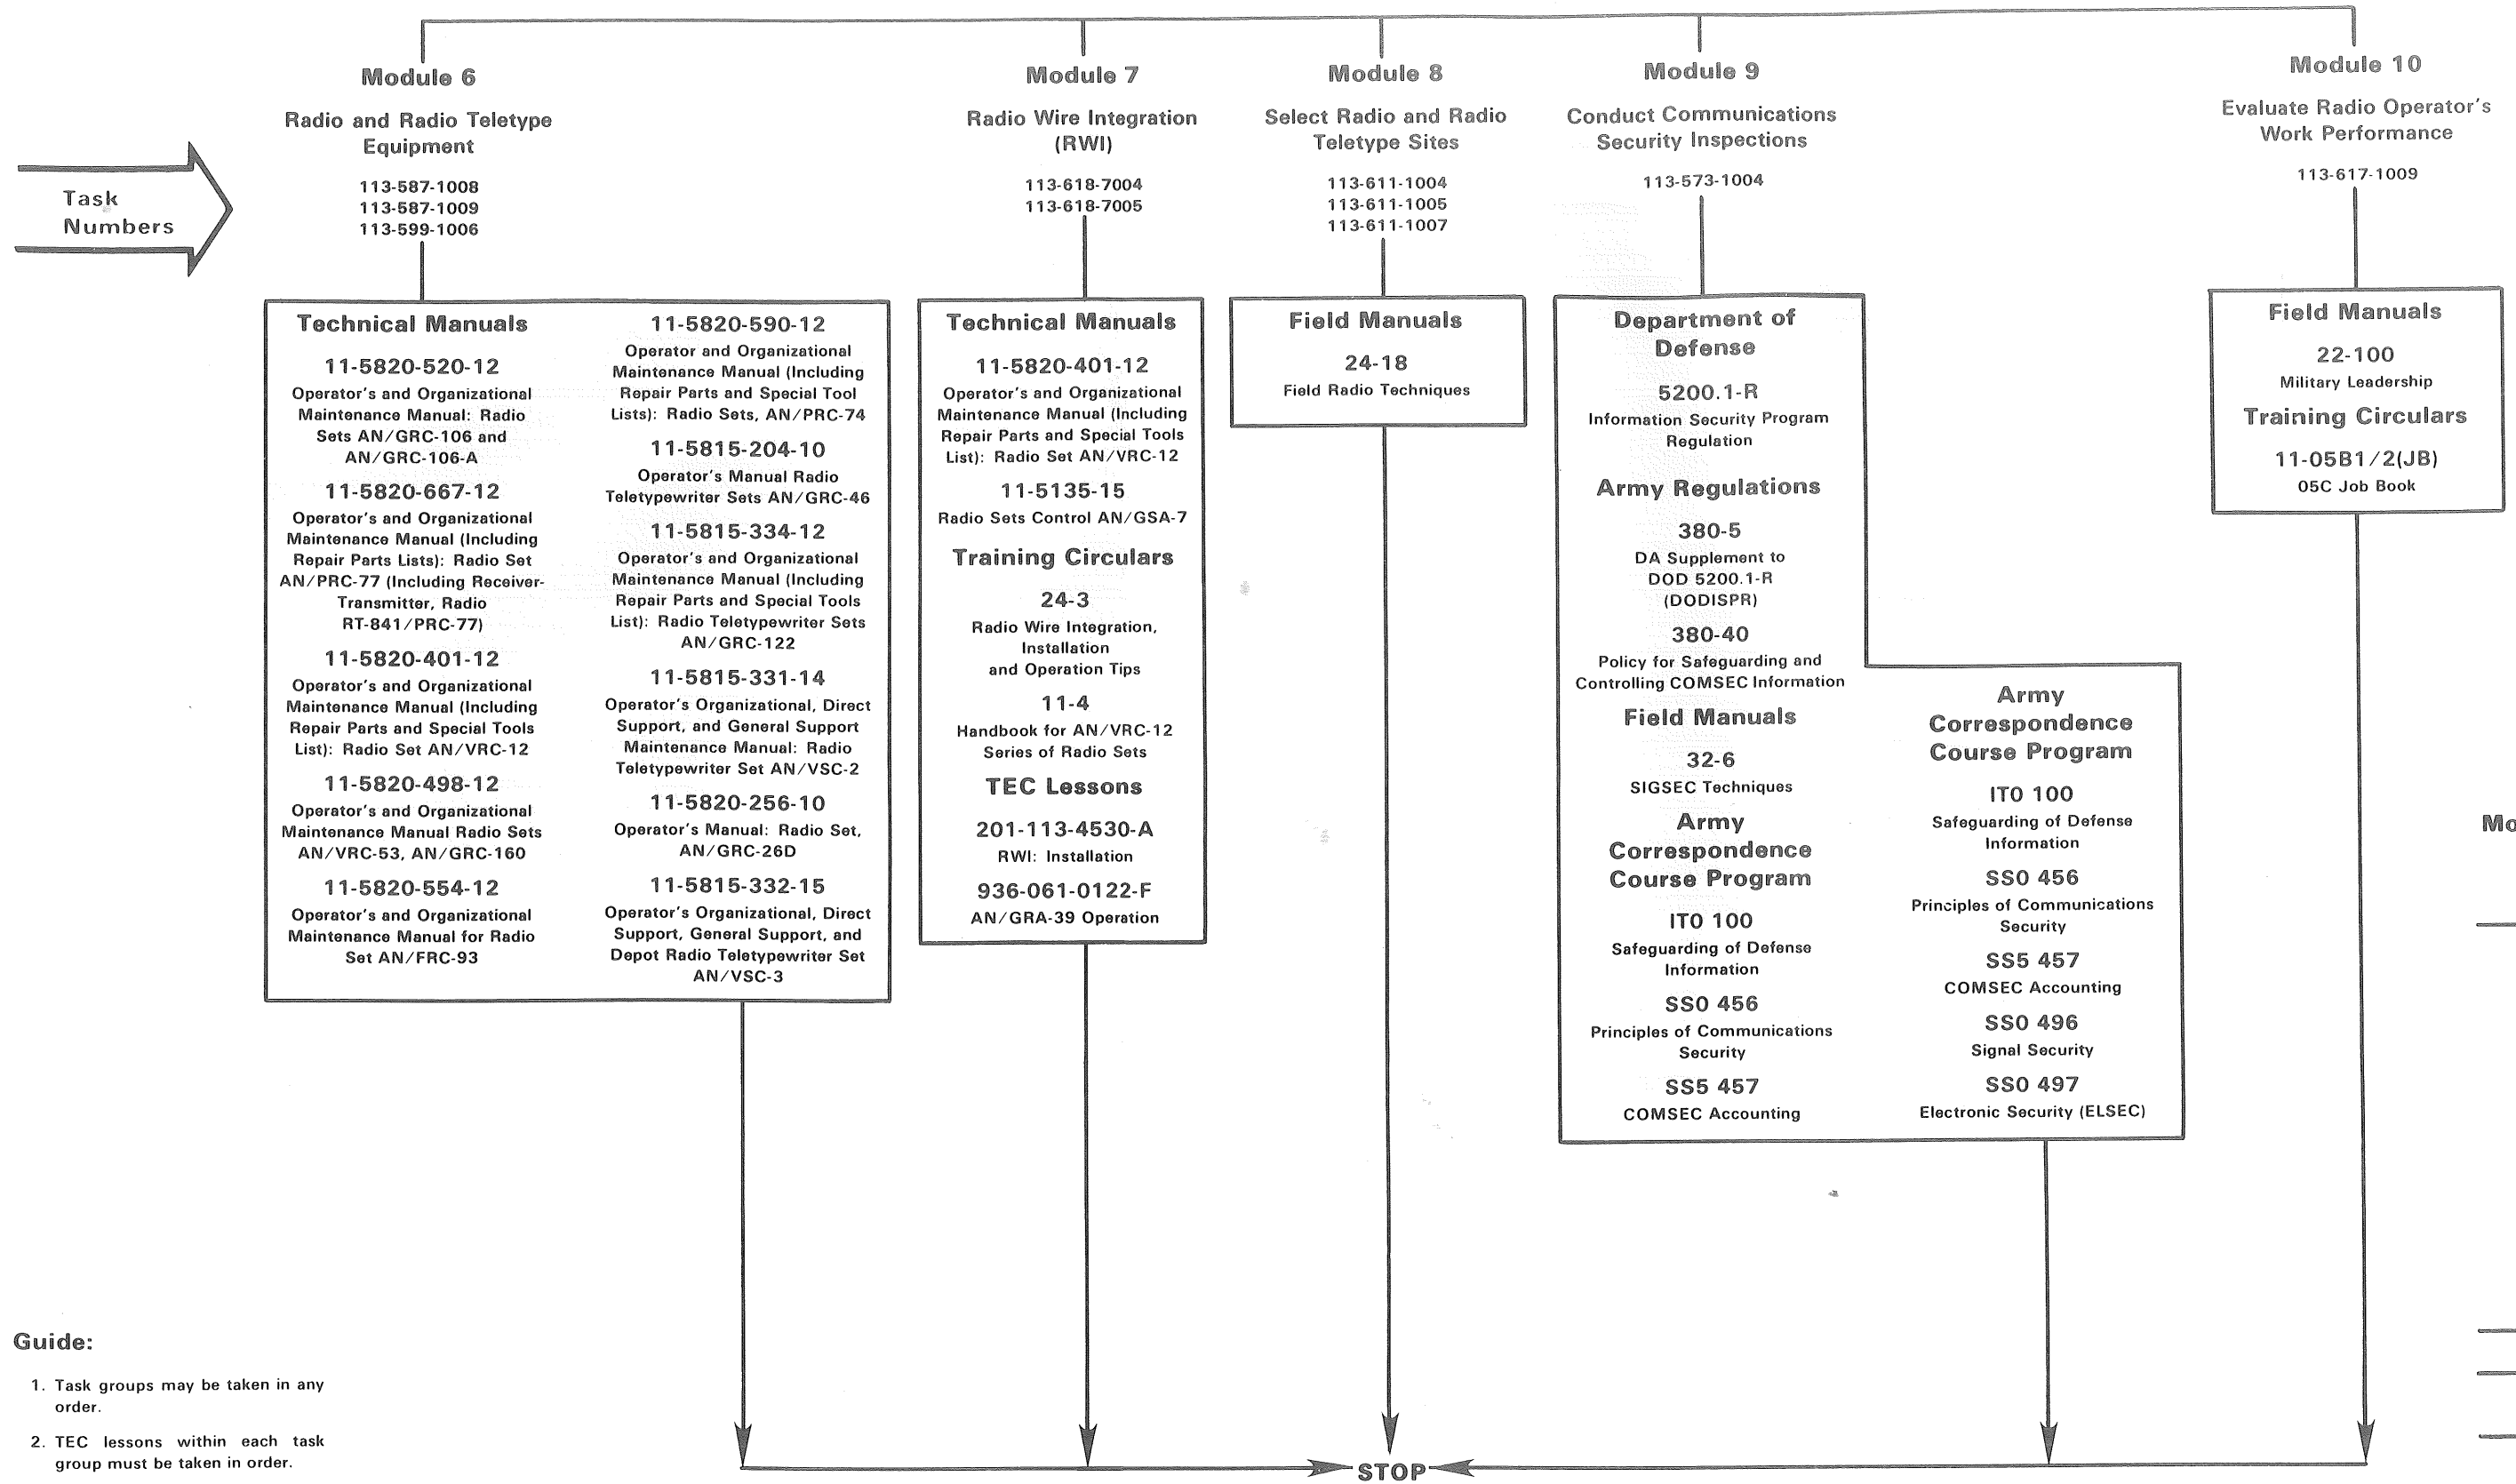 Task
Numbers
Module 6
Radio and Radio Teletype
Equipment
113-587-1008
113-587-1009
113-599-1006
Technical Manuals
11-5820-520-12
Operator's and Organizational
Maintenance Manual: Radio
Sets AN/GRC-106 and
AN/GRC-106-A
11-5820-667-12
Operator's and Organizational
Maintenance Manual (Including
Repair Parts Lists): Radio Set
AN/PRC-77 (Including Receiver-
Transmitter, Radio
RT-841/PRC-77)
11-5820-401-12
Operator's and Organizational
Maintenance Manual (Including
Repair Parts and Special Tools
List): Radio Set AN/VRC-12
11-5820-498-12
Operator's and Organizational
Maintenance Manual Radio Sets
AN/VRC-53, AN/GRC-160
11-5820-554-12
Operator's and Organizational
Maintenance Manual for Radio
Set AN/FRC-93
11-5820-590-12
Operator and Organizational
Maintenance Manual (Including
Repair Parts and Special Tool
Lists): Radio Sets, AN/PRC-74
11-5815-204-10
Operator's Manual Radio
Teletypewriter Sets AN/GRC-46
11-5815-334-12
Operator's and Organizational
Maintenance Manual (Including
Repair Parts and Special Tools
List): Radio Teletypewriter Sets
AN/GRC-122
11-5815-331-14
Operator's Organizational, Direct
Support, and General Support
Maintenance Manual: Radio
Teletypewriter Set AN/VSC-2
11-5820-256-10
Operator's Manual: Radio Set,
AN/GRC-26D
11-5815-332-15
Operator's Organizational, Direct
Support, General Support, and
Depot Radio Teletypewriter Set
AN/VSC-3
Module 7
Radio Wire Integration
(RWI)
113-618-7004
113-618-7005
Technical Manuals
11-5820-401-12
Operator's and Organizational
Maintenance Manual (Including
Repair Parts and Special Tools
List): Radio Set AN/VRC-12
11-5135-15
Radio Sets Control AN/GSA-7
Training Circulars
24-3
Radio Wire Integration,
Installation
and Operation Tips
11-4
Handbook for AN/VRC-12
Series of Radio Sets
TEC Lessons
201-113-4530-A
RWI: Installation
936-061-0122-F
AN/GRA-39 Operation
Module 8
Select Radio and Radio
Teletype Sites
113-611-1004
113-611-1005
113-611-1007
Field Manuals
24-18
Field Radio Techniques
Module 9
Conduct Communications
Security Inspections
113-573-1004
Department of
Defense
5200.1-R
Information Security Program
Regulation
Army Regulations
380-5
DA Supplement to
DOD 5200.1-R
(DODISPR)
380-40
Policy for Safeguarding and
Controlling COMSEC Information
Field Manuals
32-6
SIGSEC Techniques
Army
Correspondence
Course Program
IT0 100
Safeguarding of Defense
Information
SS0 456
Principles of Communications
Security
SS5 457
COMSEC Accounting
Army
Correspondence
Course Program
IT0 100
Safeguarding of Defense
Information
SS0 456
Principles of Communications
Security
SS5 457
COMSEC Accounting
SS0 496
Signal Security
SS0 497
Electronic Security (ELSEC)
Module 10
Evaluate Radio Operator's
Work Performance
113-617-1009
Field Manuals
22-100
Military Leadership
Training Circulars
11-05B1/2(JB)
05C Job Book
Guide:
1. Task groups may be taken in any
order.
2. TEC lessons within each task
group must be taken in order.
STOP